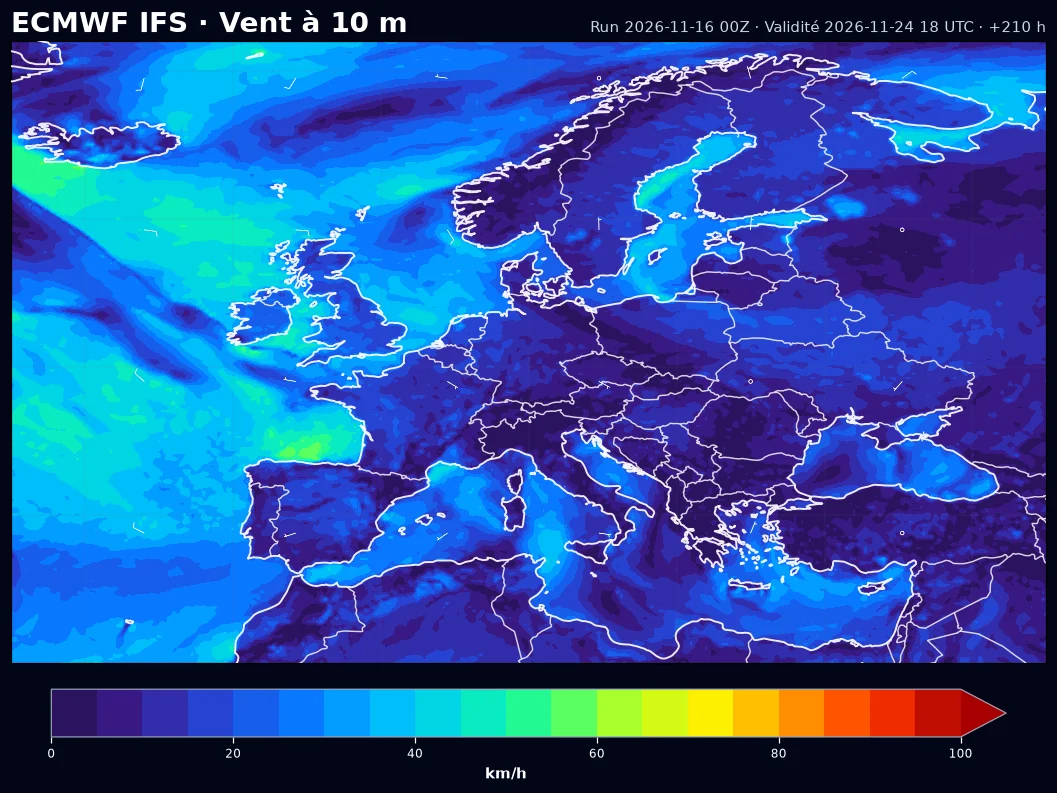 ECMWF IFS · Vent à 10 m
Run 2026-11-16 00Z · Validité 2026-11-24 18 UTC · +210 h
0 20 40 60 80 100
km/h